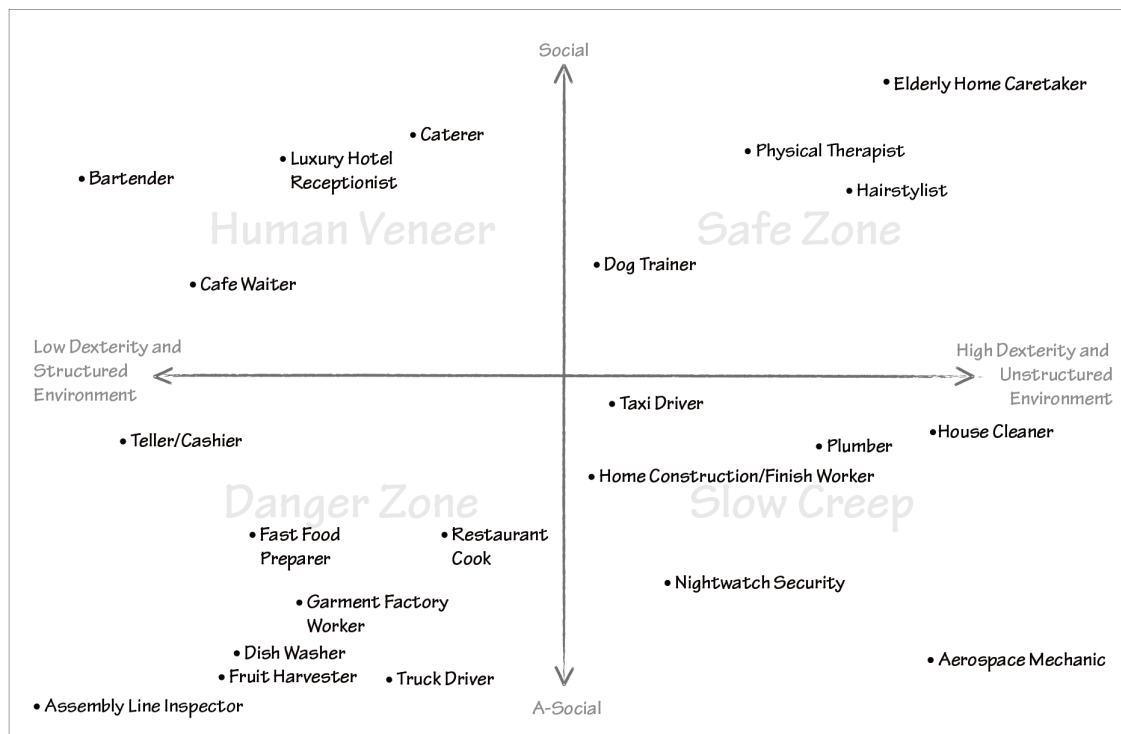 Social
Elderly Home Caretaker
Caterer
Physical Therapist
Luxury Hotel
Receptionist
Bartender
Hairstylist
Human Veneer
Safe Zone
Dog Trainer
Cafe Waiter
Low Dexterity and
Structured
Environment
High Dexterity and
Unstructured
Environment
Taxi Driver
House Cleaner
Teller/Cashier
Plumber
Home Construction/Finish Worker
Danger Zone
Slow Creep
Fast Food
Preparer
Restaurant
Cook
Nightwatch Security
Garment Factory
Worker
Dish Washer
Aerospace Mechanic
Fruit Harvester
Truck Driver
Assembly Line Inspector
A-Social